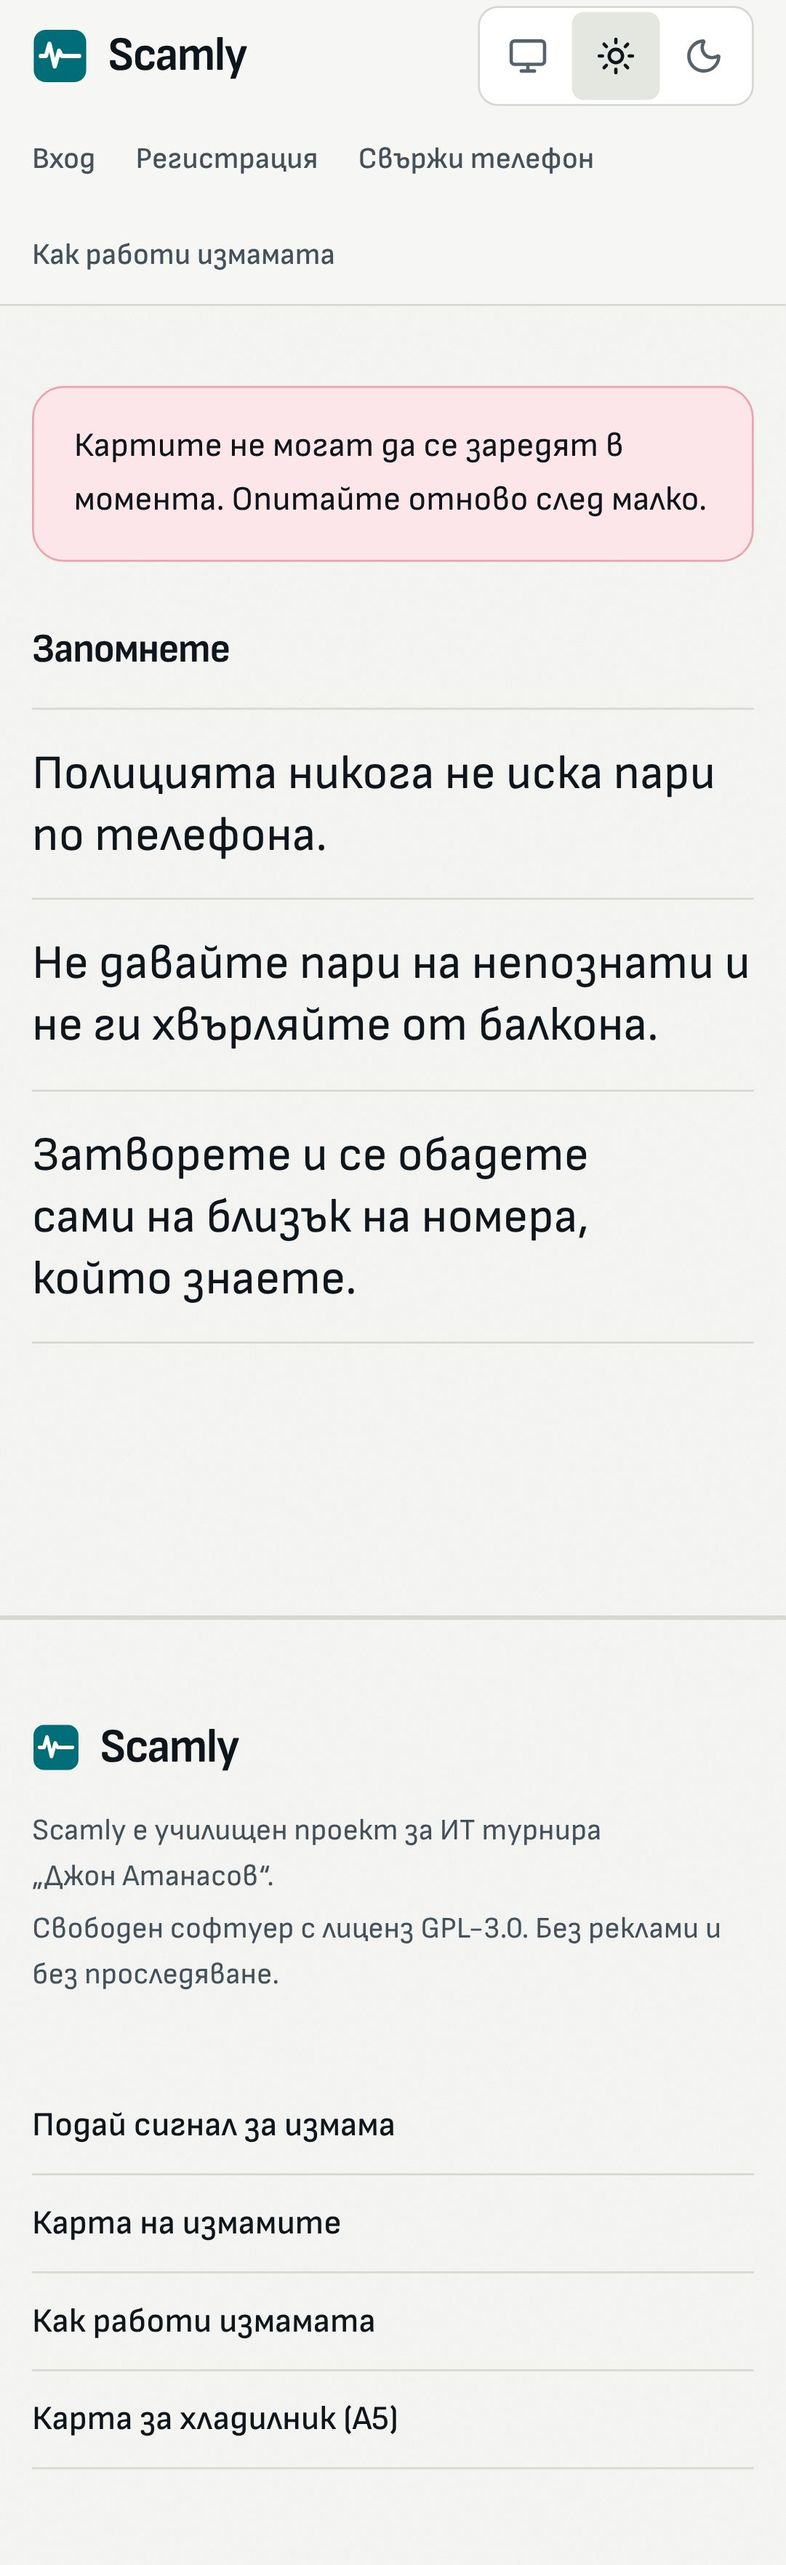 Scamly
Вход Регистрация Свържи телефон
Как работи измамата
Картите не могат да се заредят в
момента. Опитайте отново след малко.
Запомнете
Полицията никога не иска пари
по телефона.
Не давайте пари на непознати и
не ги хвърляйте от балкона.
Затворете и се обадете
сами на близък на номера,
който знаете.
Scamly
Scamly е училищен проект за ИТ турнира
„Джон Атанасов“.
Свободен софтуер с лиценз GPL-3.0. Без реклами и
без проследяване.
Подай сигнал за измама
Карта на измамите
Как работи измамата
Карта за хладилник (А5)